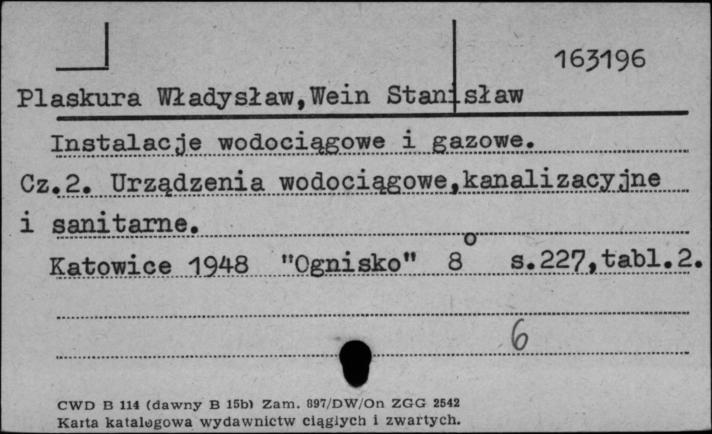 163196
Plaskura Władysław,Wein Stanisław
Instalacje wodociągowe i gazowe.
Cz.2. Urządzenia wodociągowe,kanalizacyjne
i sanitarne.
Katowice 1948 "Ognisko" 8° s.227,tabl.2.
6
CWD B 114 (dawny B 15b) Zam. 897/DW/On ZGG 2542
Karta katalogowa wydawnictw ciągłych i zwartych.